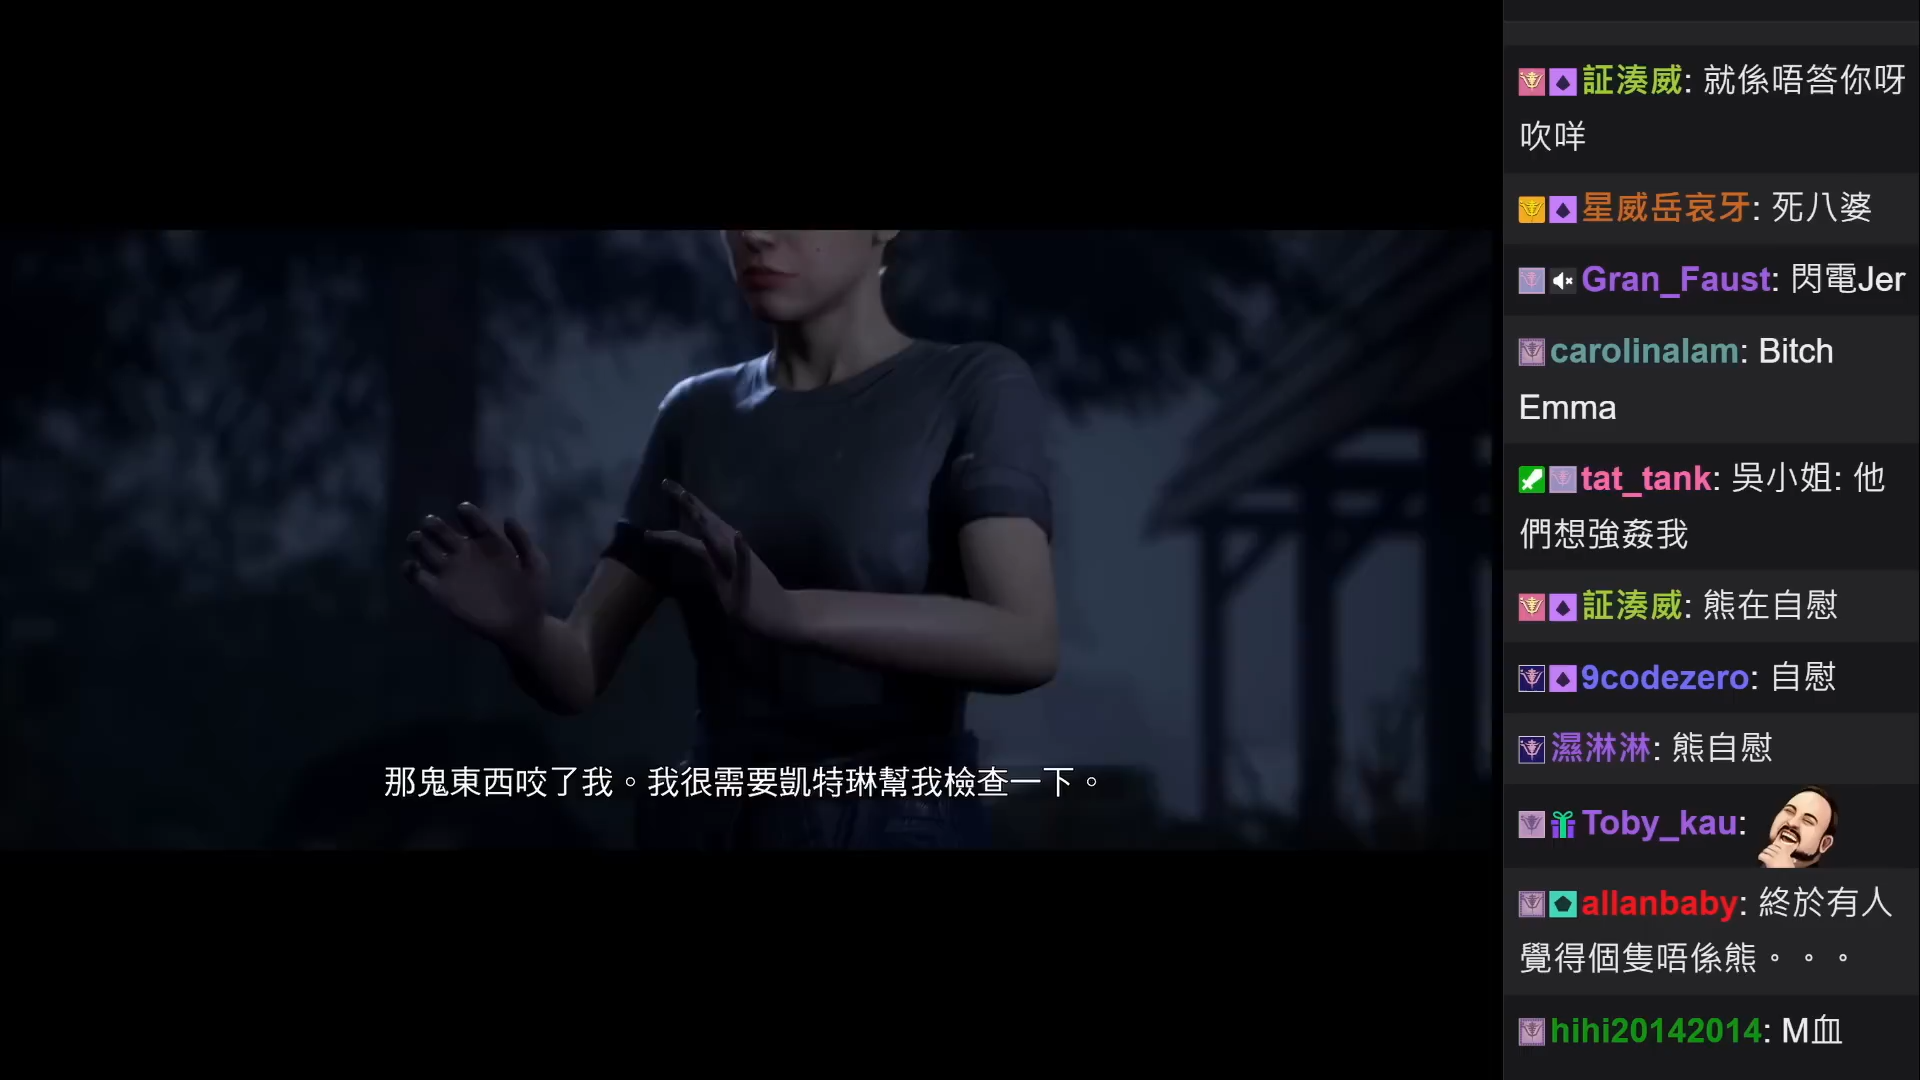 那鬼東西咬了我。我很需要凱特琳幫我檢查一下。
証湊威: 就係唔答你呀
吹咩
星威岳哀牙: 死八婆
Gran_Faust: 閃電Jer
carolinalam: Bitch
Emma
tat_tank: 吳小姐: 他
們想強姦我
証湊威: 熊在自慰
9codezero: 自慰
濕淋淋: 熊自慰
Toby_kau:
allanbaby: 終於有人
覺得個隻唔係熊。。。
hihi20142014: M血